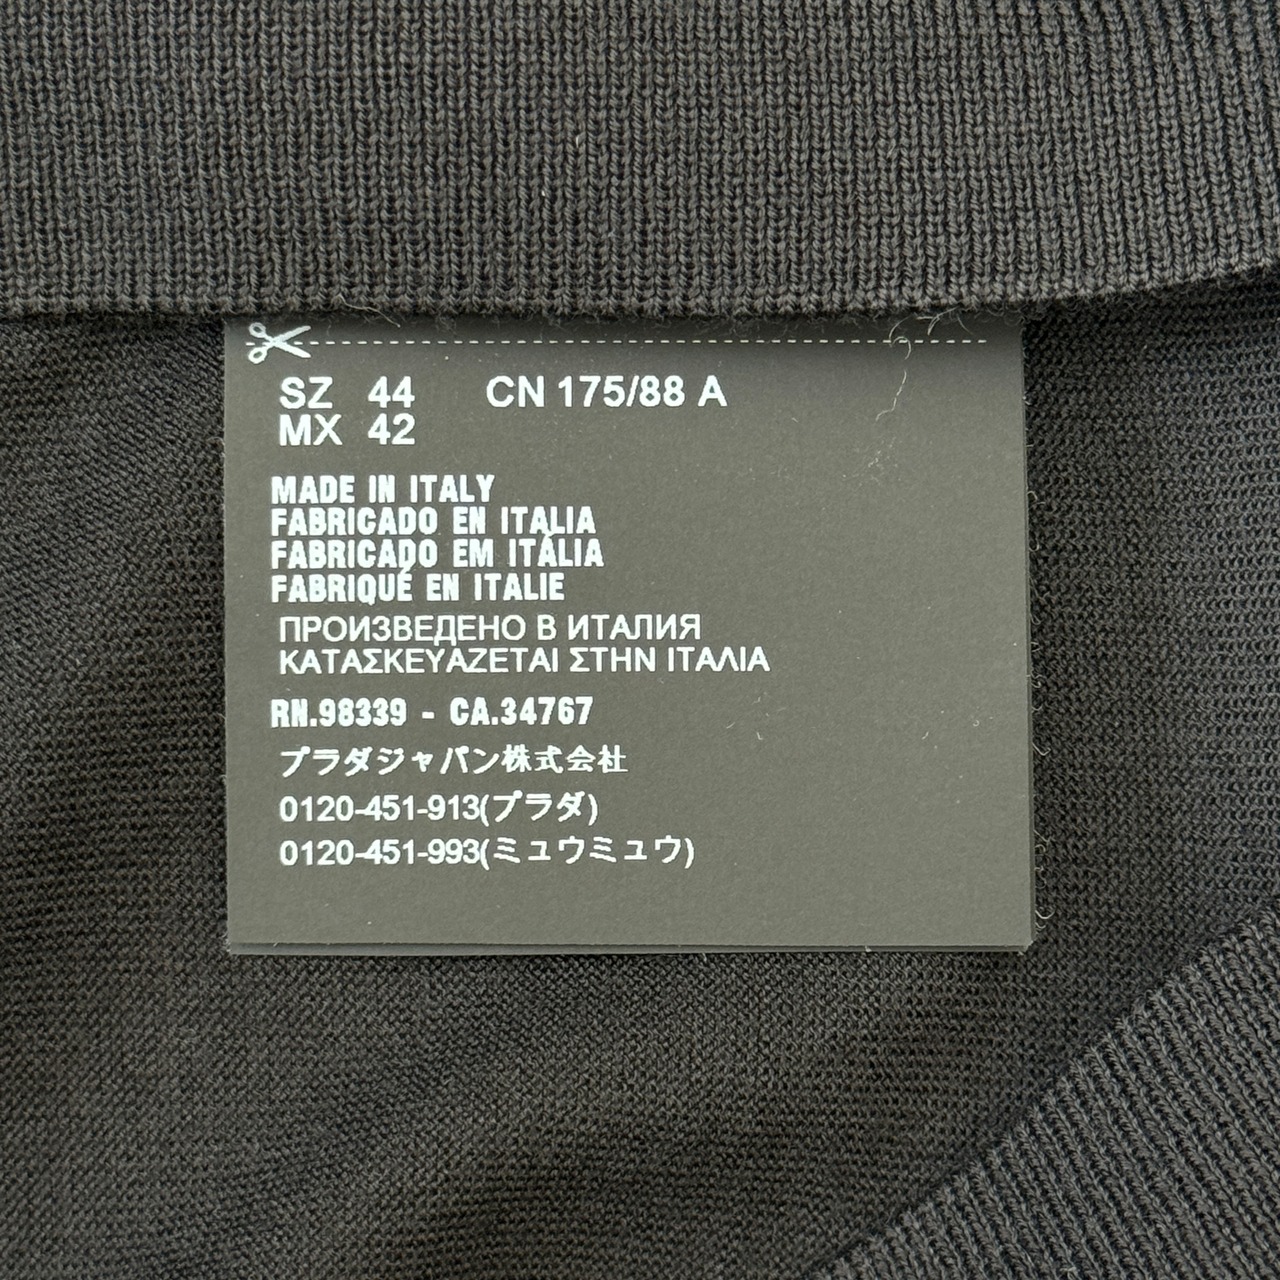 SZ 44 CN 175/88 A
MX 42
MADE IN ITALY
FABRICADO EN ITALIA
FABRICADO EM ITÁLIA
FABRIQUÉ EN ITALIE
ПРОИЗВЕДЕНО В ИТАЛИЯ
ΚΑΤΑΣΚΕΥΑΖΕΤΑΙ ΣΤΗΝ ΙΤΑΛΙΑ
RN.98339 - CA.34767
プラダジャパン株式会社
0120-451-913(プラダ)
0120-451-993(ミュウミュウ)